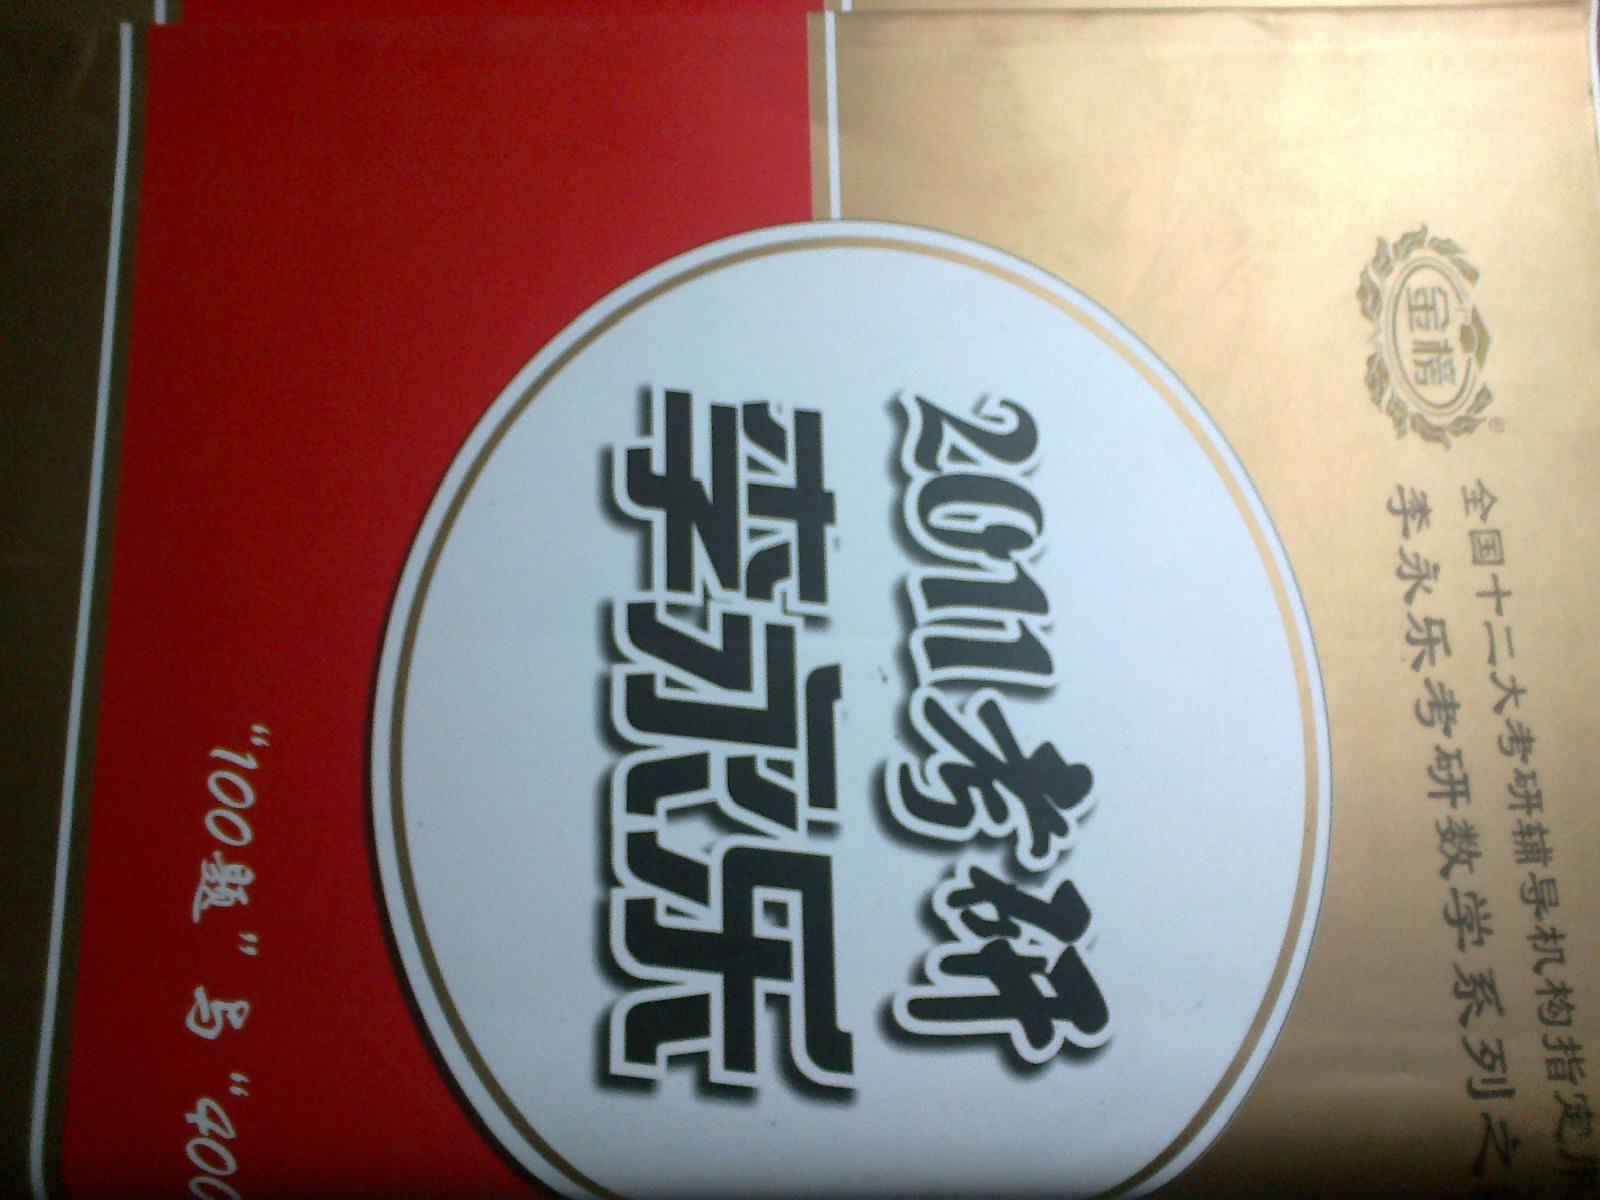 金榜
®
全国十二大考研辅导机构指定用
李永乐考研数学系列之
2011考研
李永乐
“100题”与“400